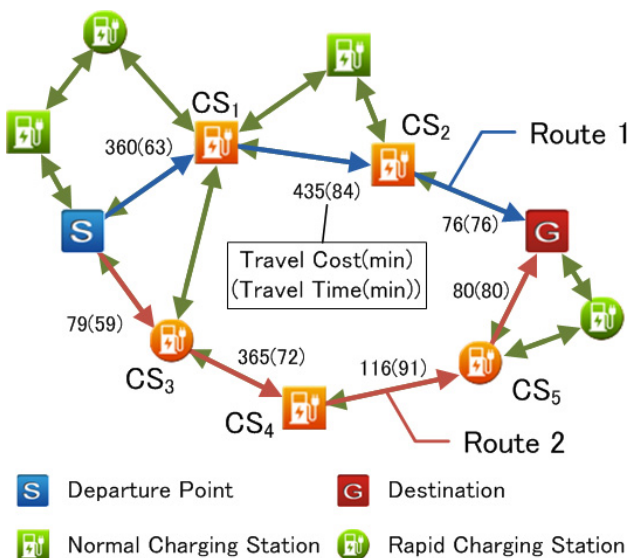 CS₁
CS₂
Route 1
360(63)
435(84)
76(76)
S
G
Travel Cost(min)
(Travel Time(min))
79(59)
80(80)
CS₃
365(72)
116(91)
CS₅
CS₄
Route 2
S Departure Point
G Destination
Normal Charging Station
Rapid Charging Station